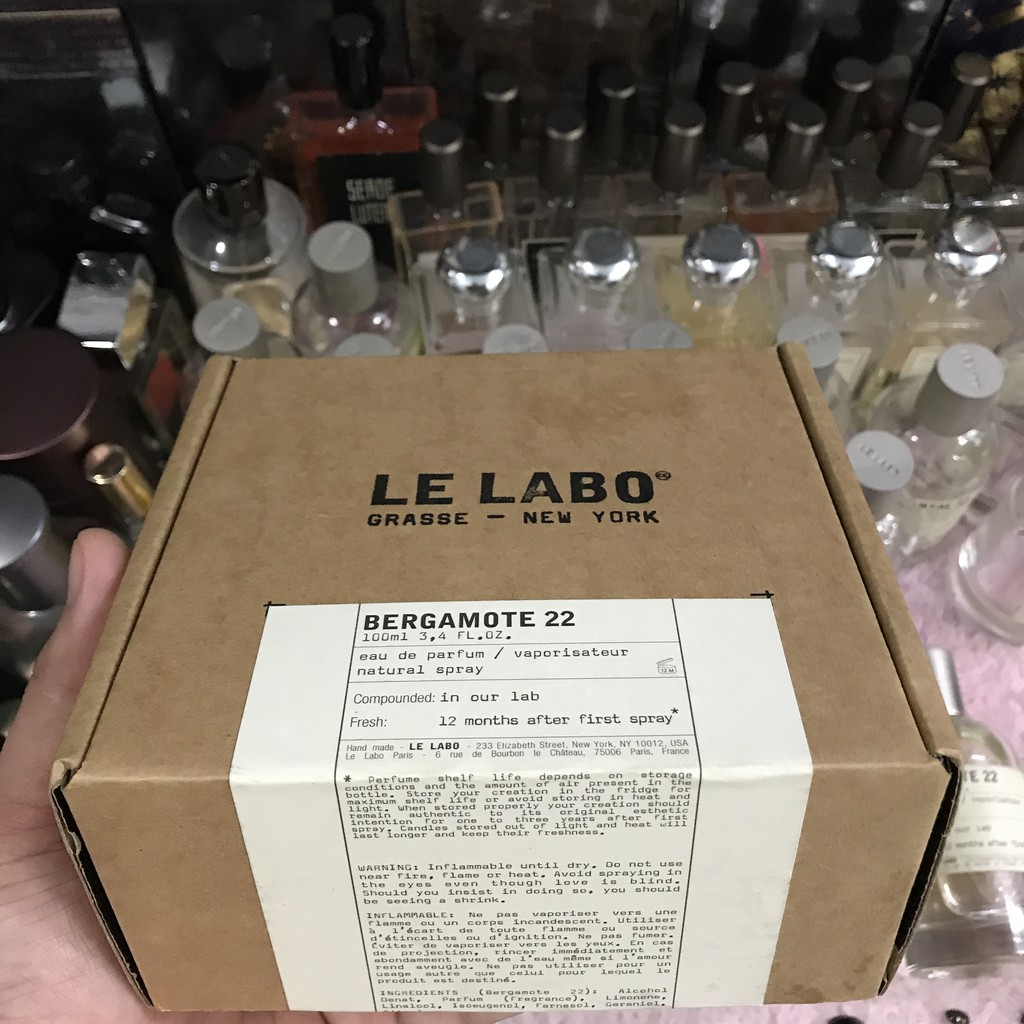 SERGE
LUTEN
LE LABO
GRASSE — NEW YORK
BERGAMOTE 22
100ml 3,4 FL.OZ.
eau de parfum / vaporisateur
natural spray
12 M
Compounded: in our lab
Fresh: 12 months after first spray*
Hand made - LE LABO - 233 Elizabeth Street, New York, NY 10012, USA
Le Labo Paris - 6 rue de Bourbon le Château, 75006 Paris, France
* Perfume shelf life depends on storage
conditions and the amount of air present in the
bottle. Store your creation in the fridge for
maximum shelf life or avoid storing in heat and
light. When stored properly your creation should
remain authentic to its original esthetic
intention for one to three years after first
spray. Candles stored out of light and heat will
last longer and keep their freshness.
WARNING: Inflammable until dry. Do not use
near fire, flame or heat. Avoid spraying in
the eyes even though love is blind.
Should you insist in doing so, you should
be seeing a shrink.
INFLAMMABLE: Ne pas vaporiser vers une
flamme ou un corps incandescent. Utiliser
à l'écart de toute flamme ou source
d'étincelles ou d'ignition. Ne pas fumer.
Éviter de vaporiser vers les yeux. En cas
de projection, rincer immédiatement et
abondamment avec de l'eau même si l'amour
rend aveugle. Ne pas utiliser pour un
usage autre que celui pour lequel le
produit est destiné.
INGREDIENTS (Bergamote 22): Alcohol
Denat, Parfum (fragrance), Limonene,
Linalool, Isoeugenol, Farnesol, Geraniol,
LE LABO
TE 22